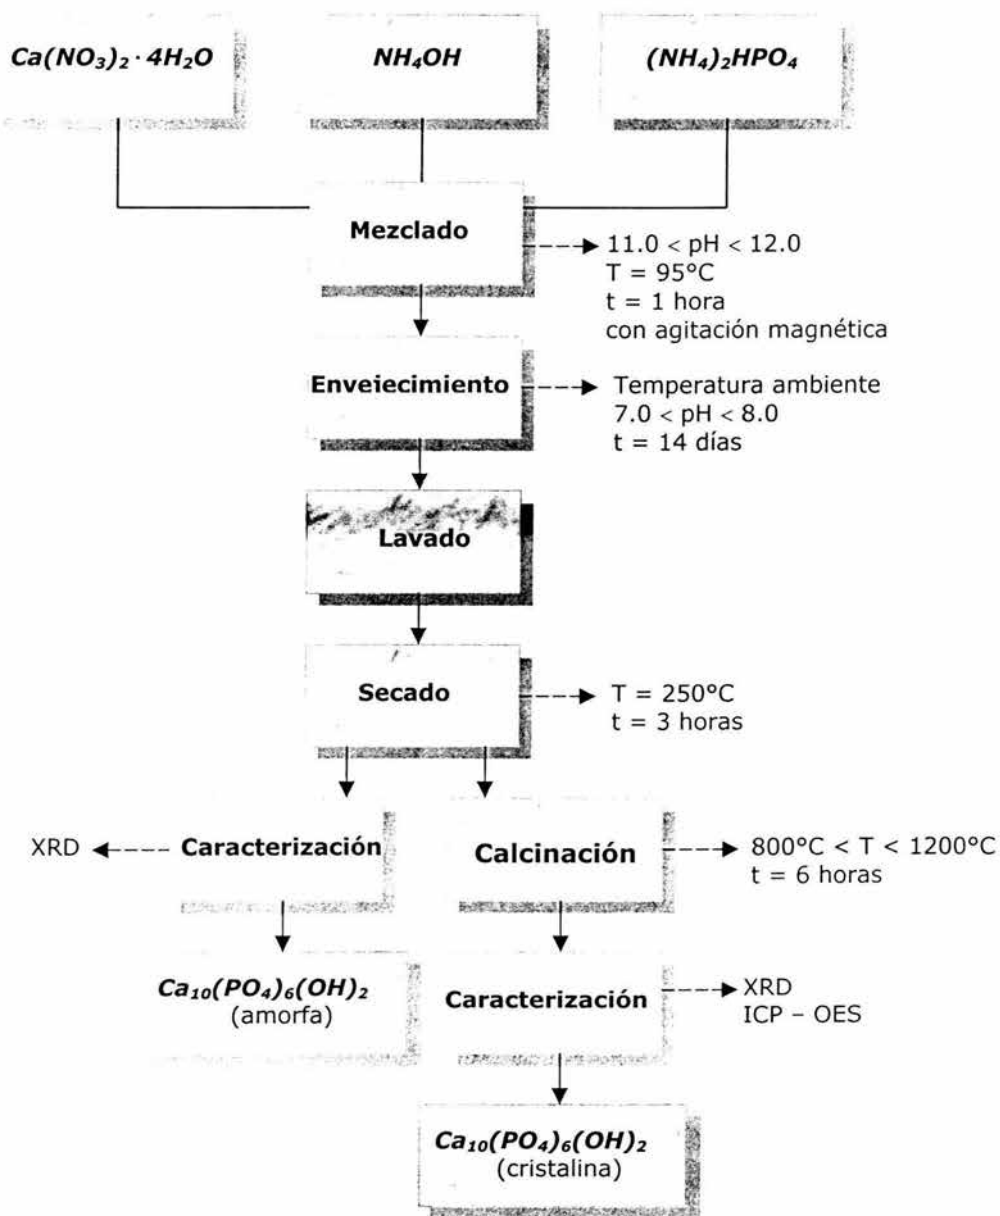 Ca(NO₃)₂ · 4H₂O
NH₄OH
(NH₄)₂HPO₄
Mezclado
11.0 < pH < 12.0
T = 95°C
t = 1 hora
con agitación magnética
Enveiecimiento
Temperatura ambiente
7.0 < pH < 8.0
t = 14 días
Lavado
Secado
T = 250°C
t = 3 horas
XRD
Caracterización
Calcinación
800°C < T < 1200°C
t = 6 horas
Ca₁₀(PO₄)₆(OH)₂
(amorfa)
Caracterización
XRD
ICP – OES
Ca₁₀(PO₄)₆(OH)₂
(cristalina)